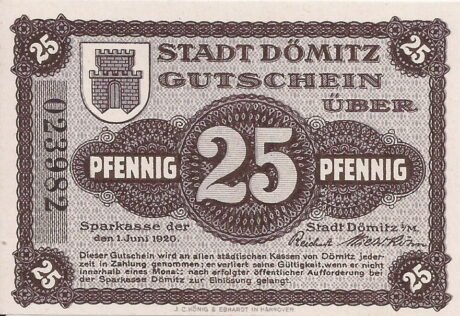 25
25
STADT DÖMITZ
GUTSCHEIN
ÜBER
023982
PFENNIG 25 PFENNIG
Sparkasse der Stadt Dömitz i/M.
den 1. Juni 1920.
Dieser Gutschein wird an allen städtischen Kassen von Dömitz jeder-
zeit in Zahlung genommen; er verliert seine Gültigkeit, wenn er nicht
innerhalb eines Monats nach erfolgter öffentlicher Aufforderung bei
der Sparkasse Dömitz zur Einlösung gelangt.
25
25
J. C. KÖNIG & EBHARDT IN HANNOVER